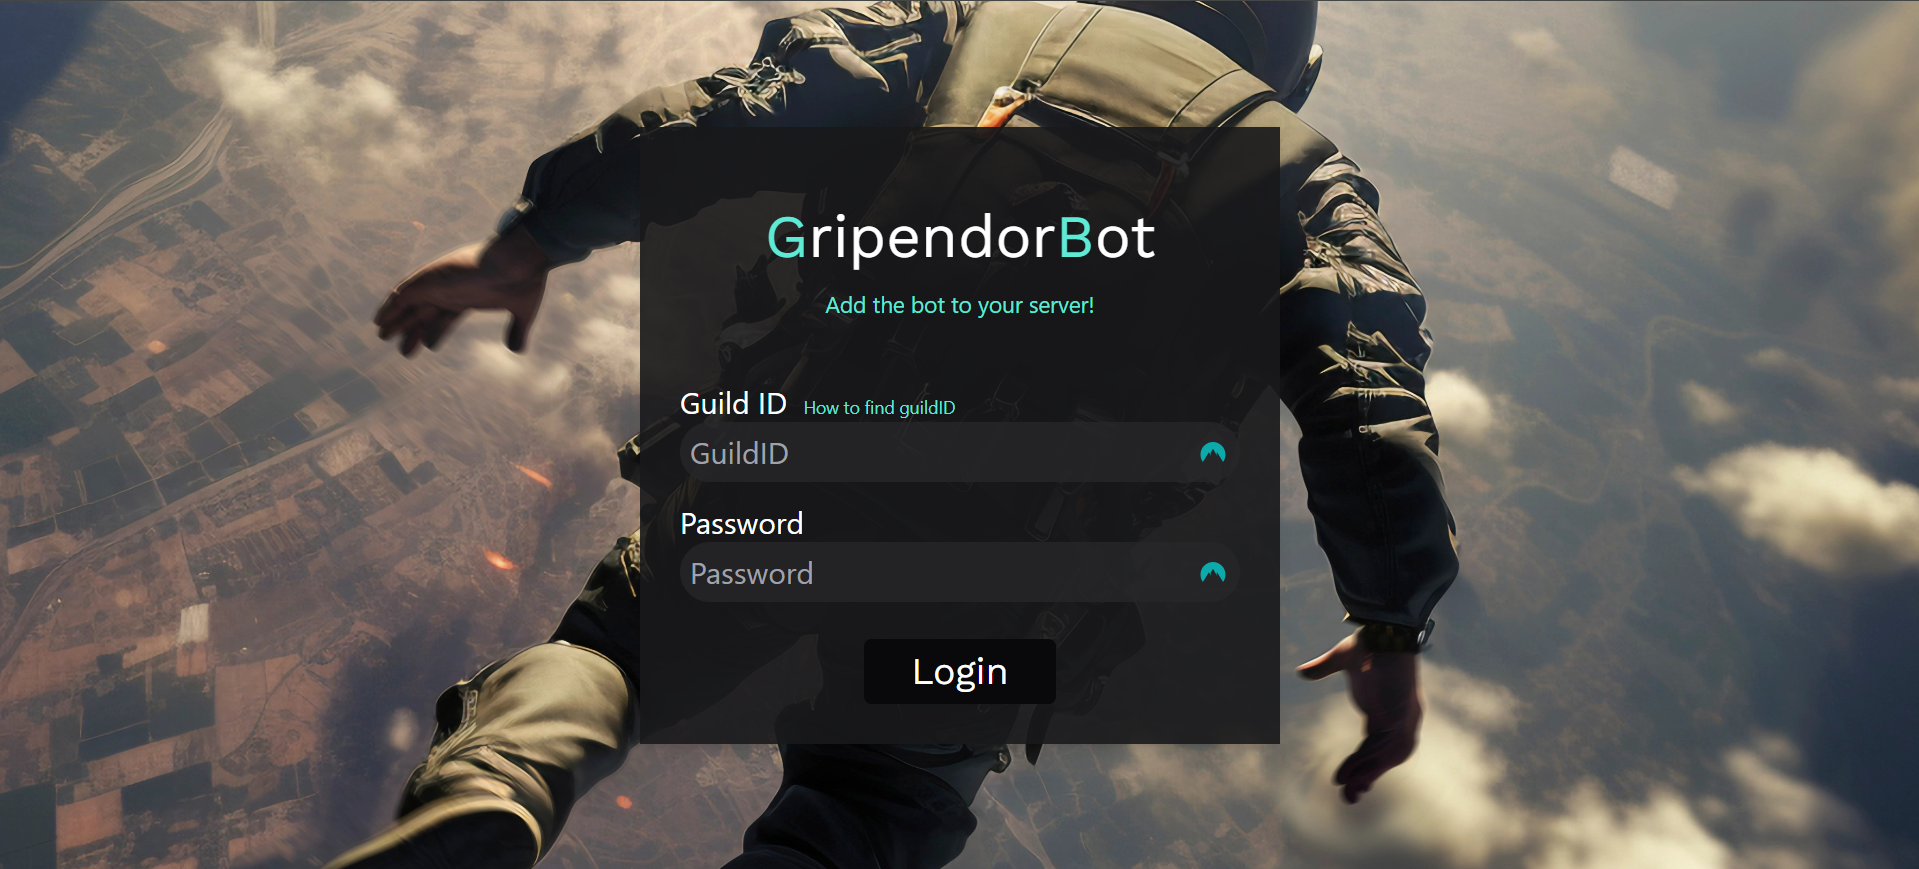 GripendorBot
Add the bot to your server!
Guild ID How to find guildID
GuildID
Password
Password
Login